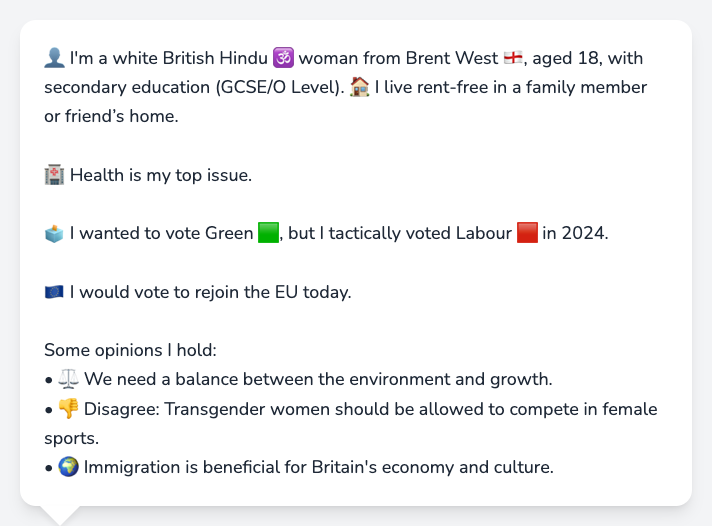 👤 I'm a white British Hindu 🕉️ woman from Brent West 🏴󠁧󠁢󠁥󠁮󠁧󠁿, aged 18, with
secondary education (GCSE/O Level). 🏠 I live rent-free in a family member
or friend’s home.
🏥 Health is my top issue.
🗳️ I wanted to vote Green 🟩, but I tactically voted Labour 🟥 in 2024.
🇪🇺 I would vote to rejoin the EU today.
Some opinions I hold:
• ⚖️ We need a balance between the environment and growth.
• 👎 Disagree: Transgender women should be allowed to compete in female
sports.
• 🌍 Immigration is beneficial for Britain's economy and culture.